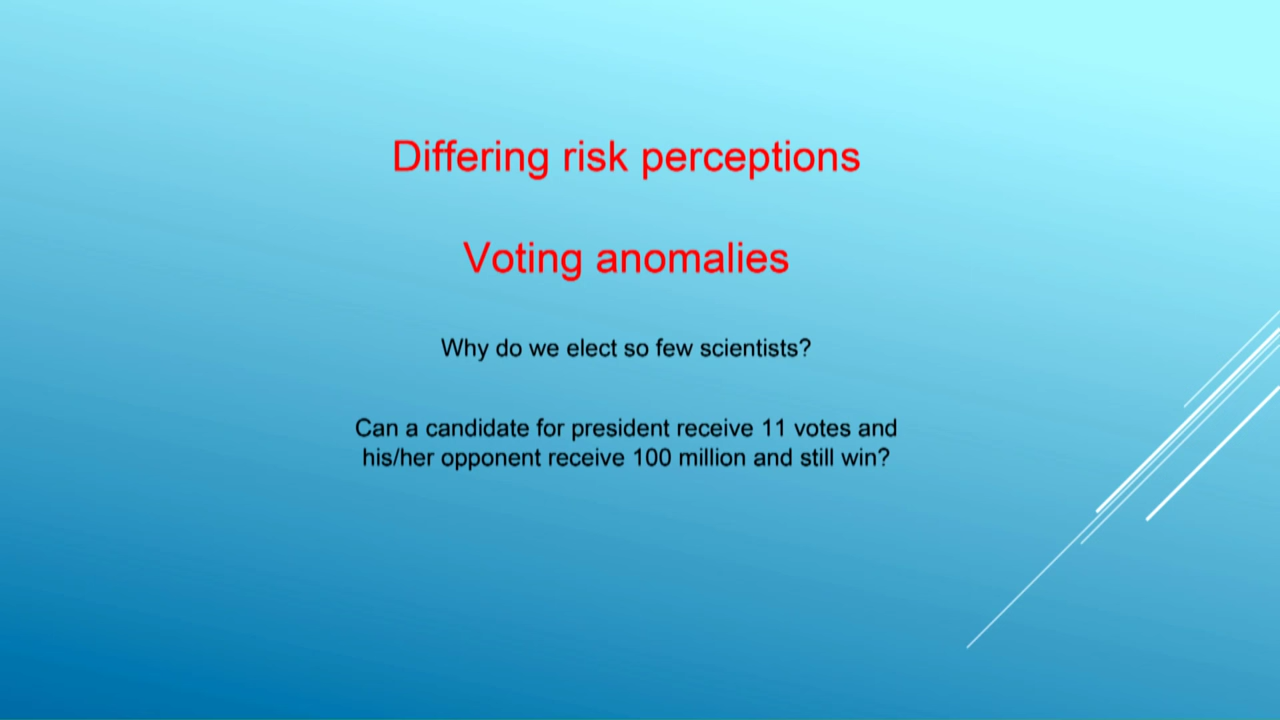 Differing risk perceptions
Voting anomalies
Why do we elect so few scientists?
Can a candidate for president receive 11 votes and
his/her opponent receive 100 million and still win?